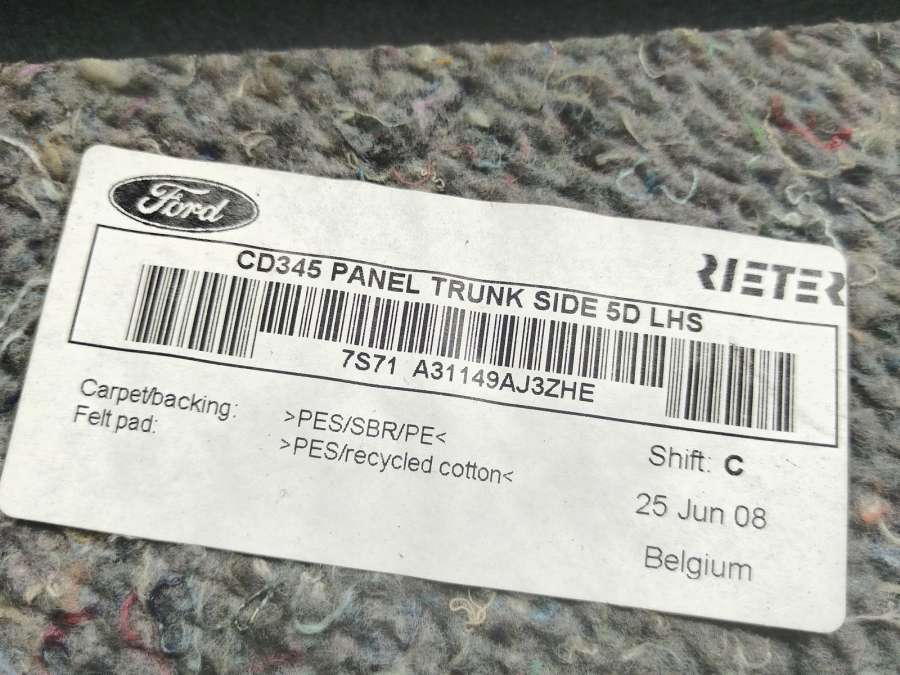 Ford
RIETER
CD345 PANEL TRUNK SIDE 5D LHS
7S71 A31149AJ3ZHE
Carpet/backing: >PES/SBR/PE<
Felt pad: >PES/recycled cotton<
Shift: C
25 Jun 08
Belgium